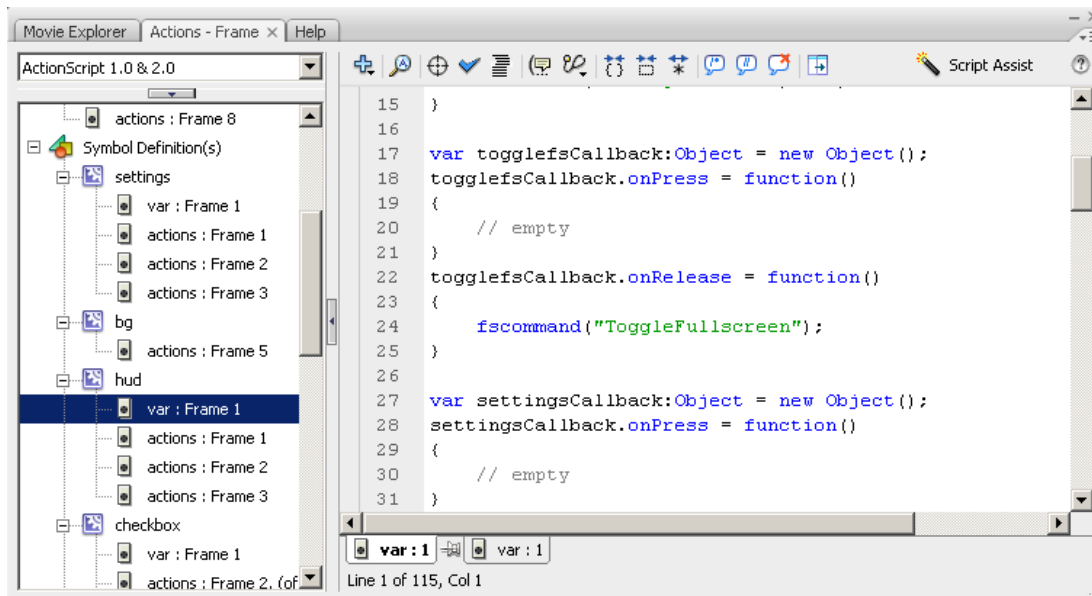 Movie Explorer Actions - Frame × Help
ActionScript 1.0 & 2.0
Script Assist
actions : Frame 8
Symbol Definition(s)
settings
var : Frame 1
actions : Frame 1
actions : Frame 2
actions : Frame 3
bg
actions : Frame 5
hud
var : Frame 1
actions : Frame 1
actions : Frame 2
actions : Frame 3
checkbox
var : Frame 1
actions : Frame 2, (of
15 }
16
17 var togglefsCallback:Object = new Object();
18 togglefsCallback.onPress = function()
19 {
20 // empty
21 }
22 togglefsCallback.onRelease = function()
23 {
24 fscommand("ToggleFullscreen");
25 }
26
27 var settingsCallback:Object = new Object();
28 settingsCallback.onPress = function()
29 {
30 // empty
31 }
var : 1 var : 1
Line 1 of 115, Col 1